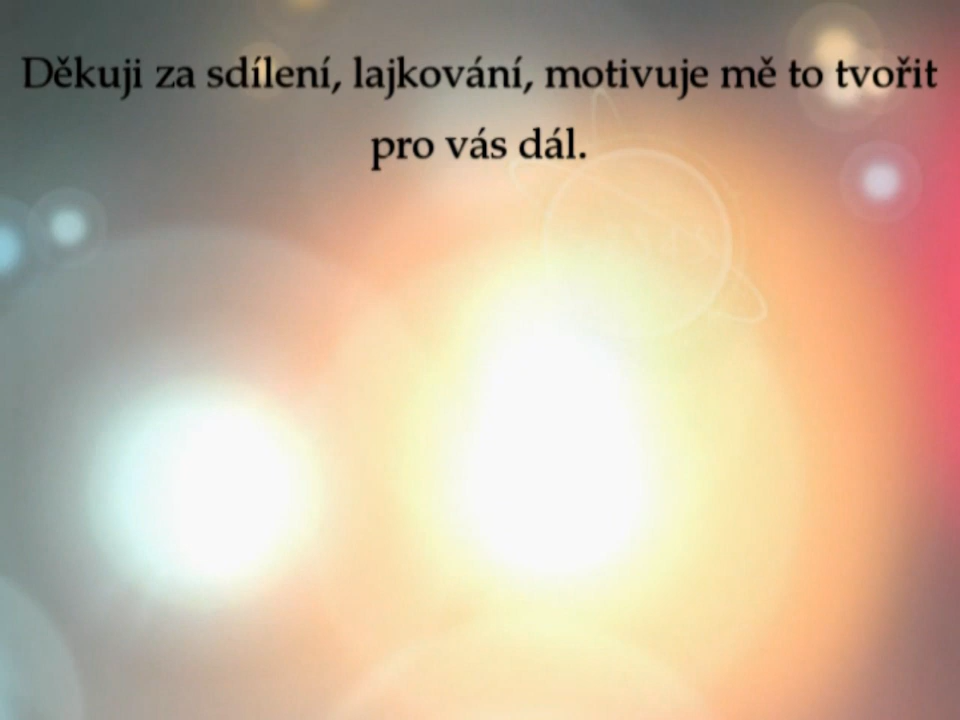 Děkuji za sdílení, lajkování, motivuje mě to tvořit
pro vás dál.